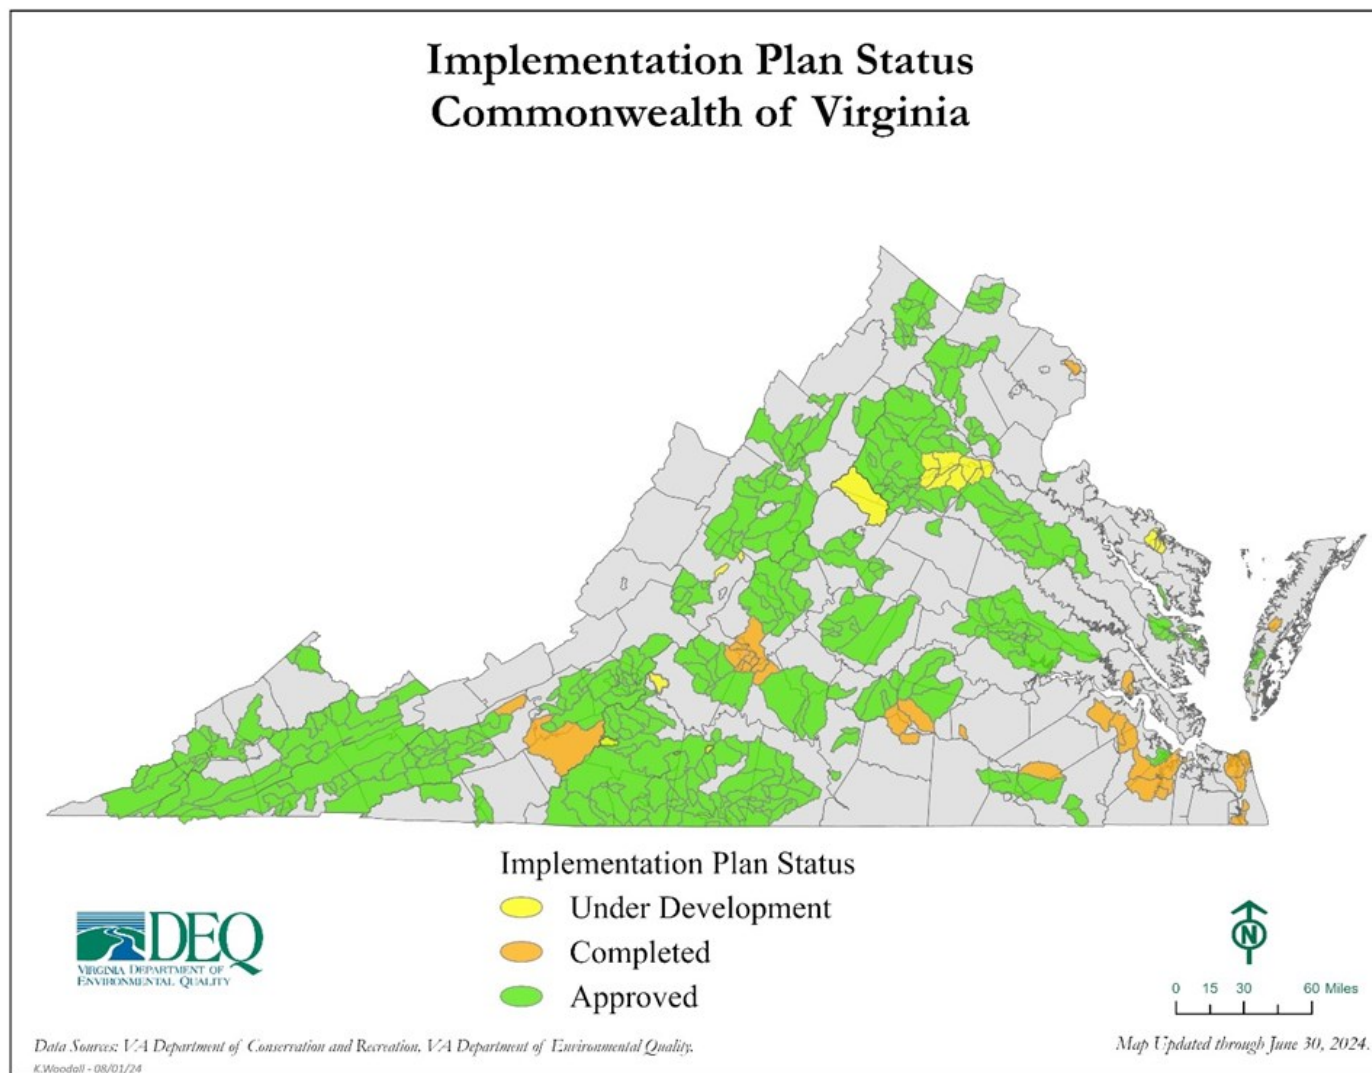 Implementation Plan Status
Commonwealth of Virginia
Implementation Plan Status
Under Development
Completed
Approved
DEQ
VIRGINIA DEPARTMENT OF
ENVIRONMENTAL QUALITY
N
0 15 30 60 Miles
Data Sources: VA Department of Conservation and Recreation, VA Department of Environmental Quality.
Map Updated through June 30, 2024.
K.Woodall - 08/01/24